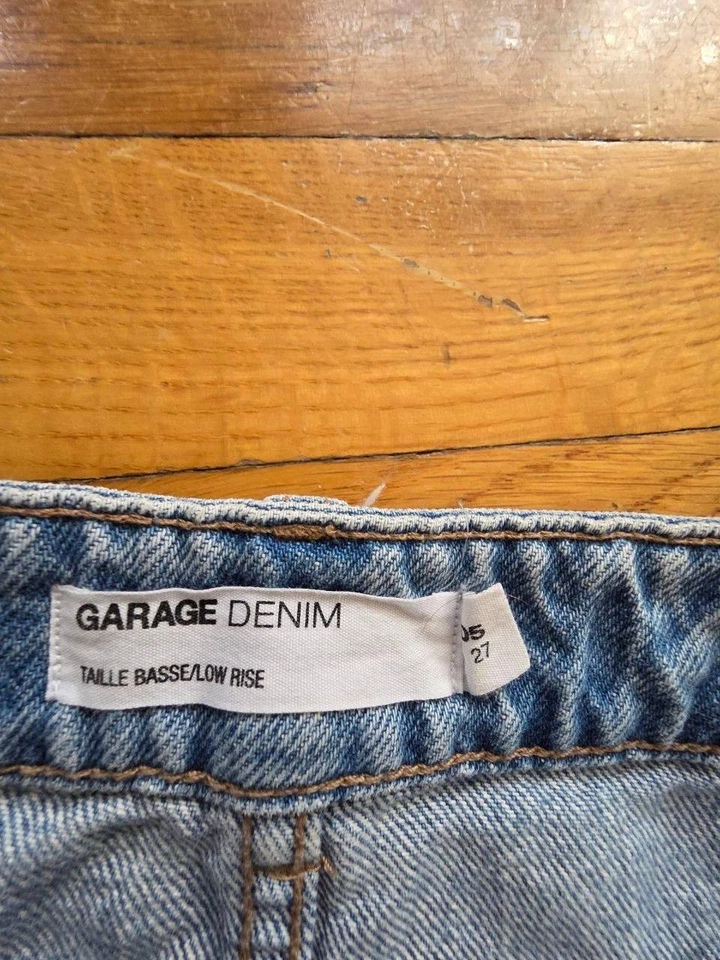 GARAGE DENIM
TAILLE BASSE/LOW RISE
05
27